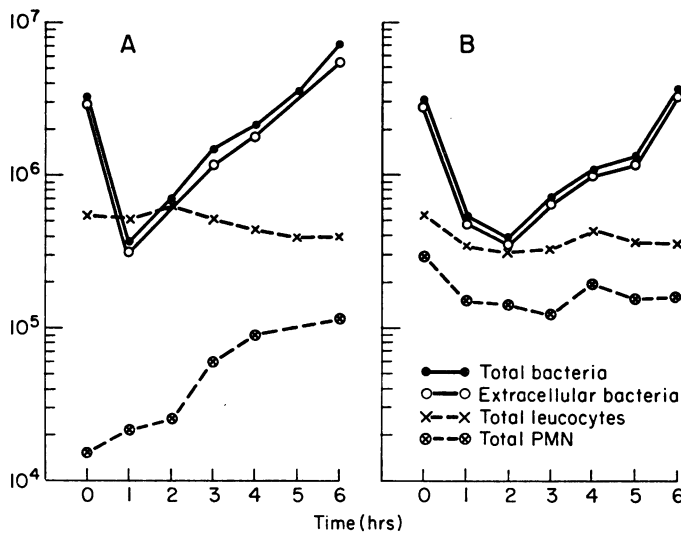 A
B
10⁷
10⁶
10⁵
10⁴
Total bacteria
Extracellular bacteria
Total leucocytes
Total PMN
0 1 2 3 4 5 6
0 1 2 3 4 5 6
Time (hrs)